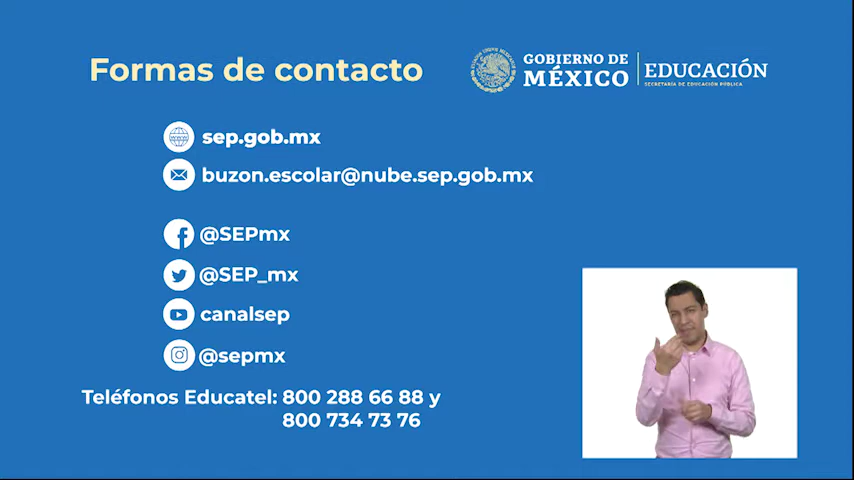 Formas de contacto
GOBIERNO DE
MÉXICO
EDUCACIÓN
SECRETARÍA DE EDUCACIÓN PÚBLICA
www
sep.gob.mx
buzon.escolar@nube.sep.gob.mx
@SEPmx
@SEP_mx
canalsep
@sepmx
Teléfonos Educatel: 800 288 66 88 y
800 734 73 76